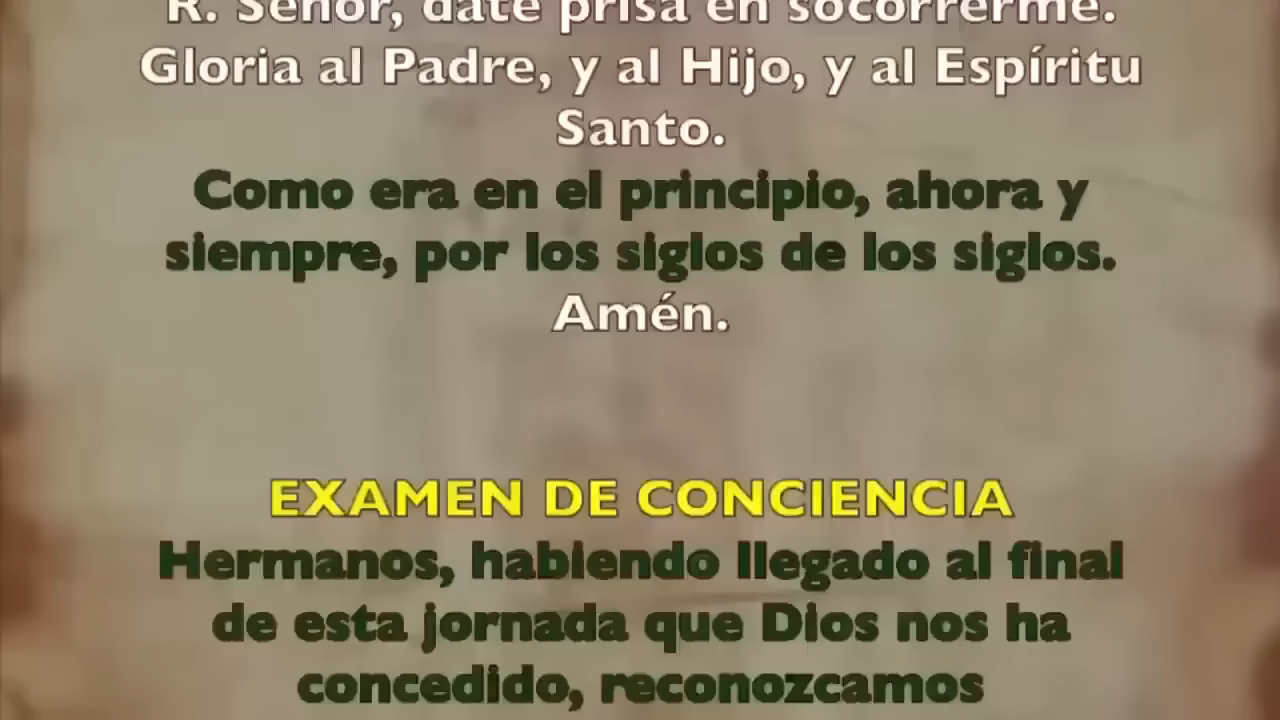 R. Señor, date prisa en socorrerme.
Gloria al Padre, y al Hijo, y al Espíritu
Santo.
Como era en el principio, ahora y
siempre, por los siglos de los siglos.
Amén.
EXAMEN DE CONCIENCIA
Hermanos, habiendo llegado al final
de esta jornada que Dios nos ha
concedido, reconozcamos